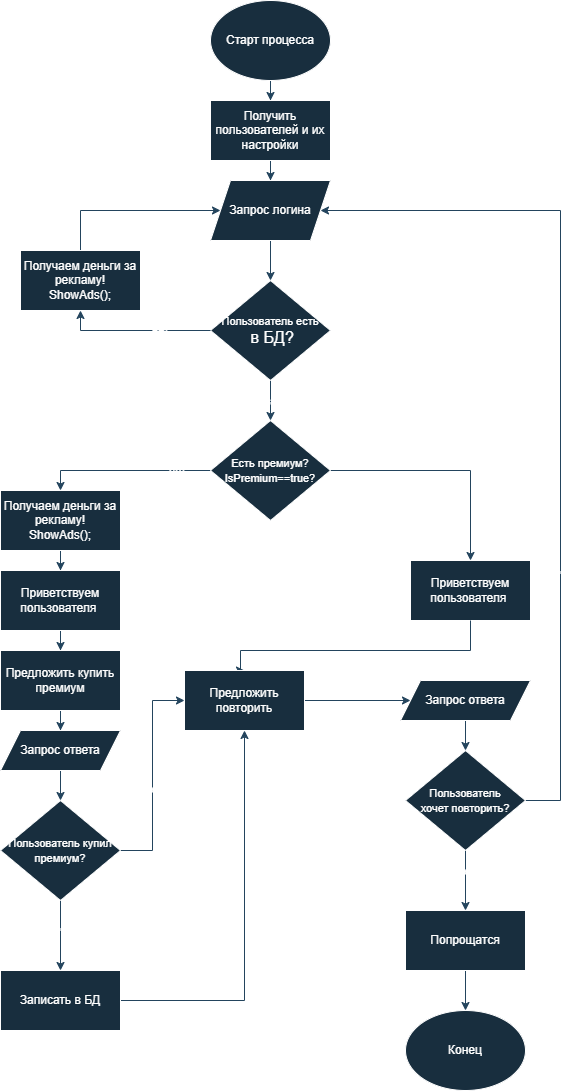 Старт процесса
Получить
пользователей и их
настройки
Запрос логина
Получаем деньги за
рекламу!
ShowAds();
Пользователь есть
в БД?
Есть премиум?
IsPremium==true?
Получаем деньги за
рекламу!
ShowAds();
Приветствуем
пользователя
Приветствуем
пользователя
Предложить купить
премиум
Предложить
повторить
Запрос ответа
Запрос ответа
Пользователь
хочет повторить?
Пользователь купил
премиум?
Попрощатся
Записать в БД
Конец